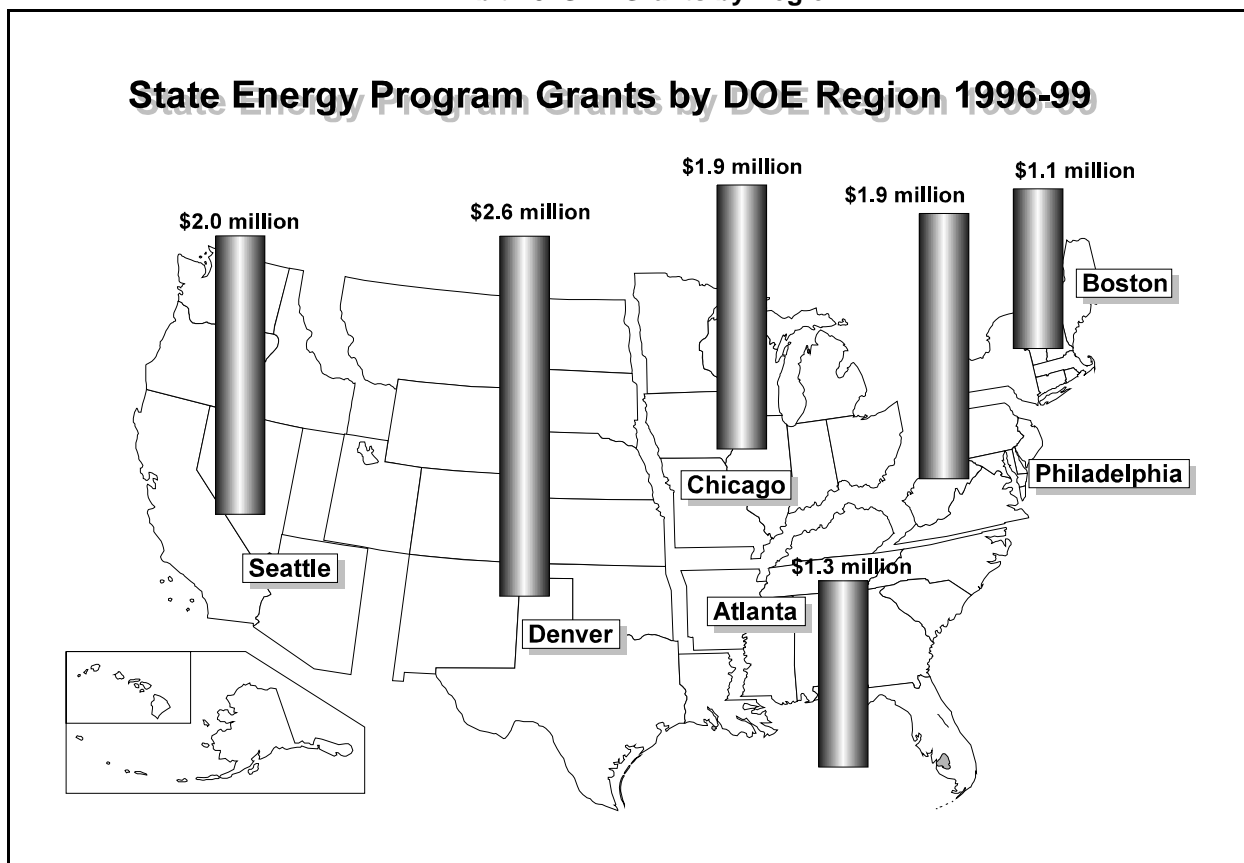 State Energy Program Grants by DOE Region 1996-99
$1.9 million
$1.1 million
$1.9 million
$2.0 million
$2.6 million
Boston
Chicago
Philadelphia
Seattle
$1.3 million
Atlanta
Denver